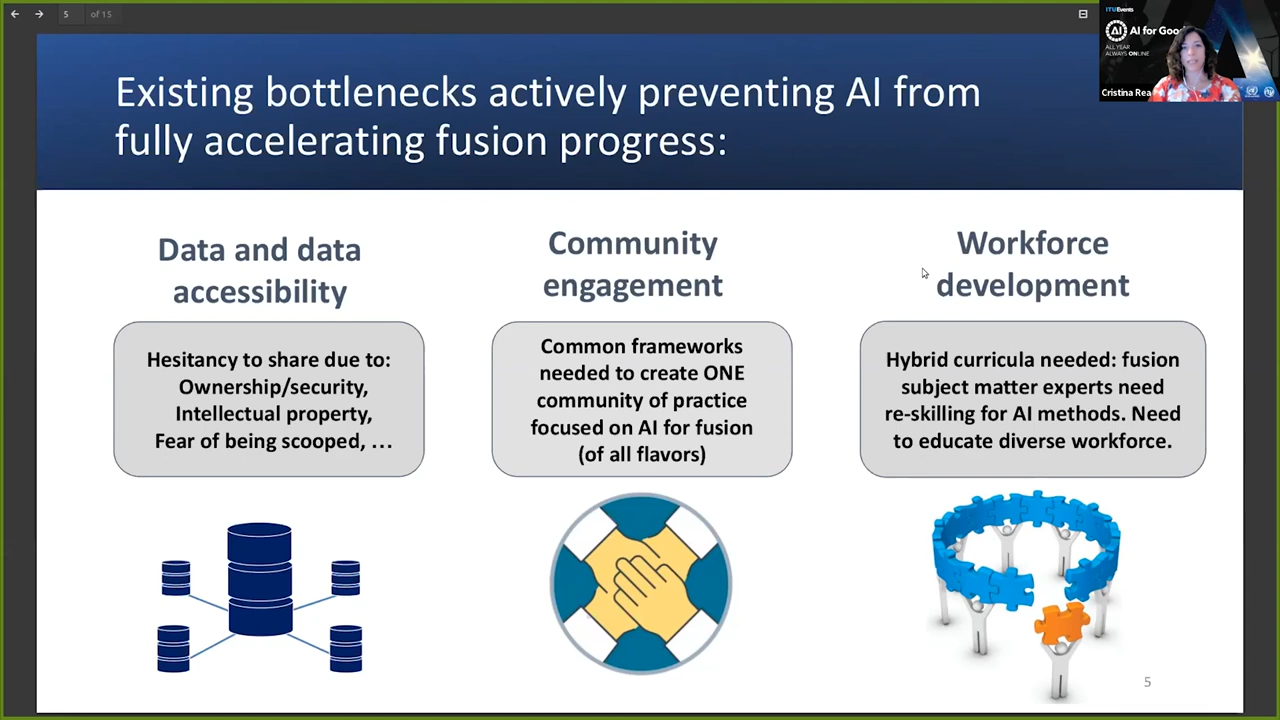 5
of 15
ITUEvents
AI
AI for Good
ALL YEAR
ALWAYS ONLINE
Cristina Rea
Existing bottlenecks actively preventing AI from
fully accelerating fusion progress:
Data and data
accessibility
Hesitancy to share due to:
Ownership/security,
Intellectual property,
Fear of being scooped, …
Community
engagement
Common frameworks
needed to create ONE
community of practice
focused on AI for fusion
(of all flavors)
Workforce
development
Hybrid curricula needed: fusion
subject matter experts need
re-skilling for AI methods. Need
to educate diverse workforce.
5